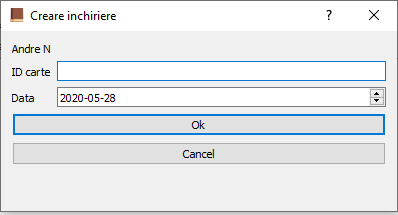 Creare inchiriere
Andre N
ID carte
Data 2020-05-28
Ok
Cancel